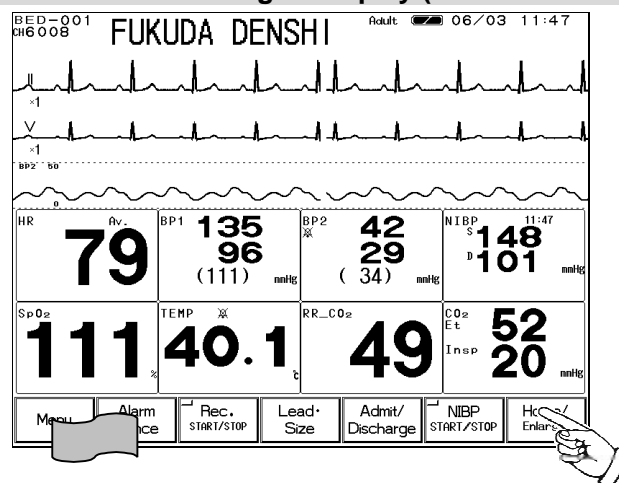 BED-001
CH6008
FUKUDA DENSHI
Adult 06/03 11:47
II
×1
V
×1
BP2 50
0
HR Av. 79
BP1 135
96
(111) mmHg
BP2 42
29
( 34) mmHg
NIBP 11:47
S 148
D 101 mmHg
SpO₂ 111 %
TEMP 40.1 ℃
RR_CO₂ 49
CO₂
Et 52
Insp 20 mmHg
Menu
Alarm
Rec.
START/STOP
Lead·
Size
Admit/
Discharge
NIBP
START/STOP
Home/